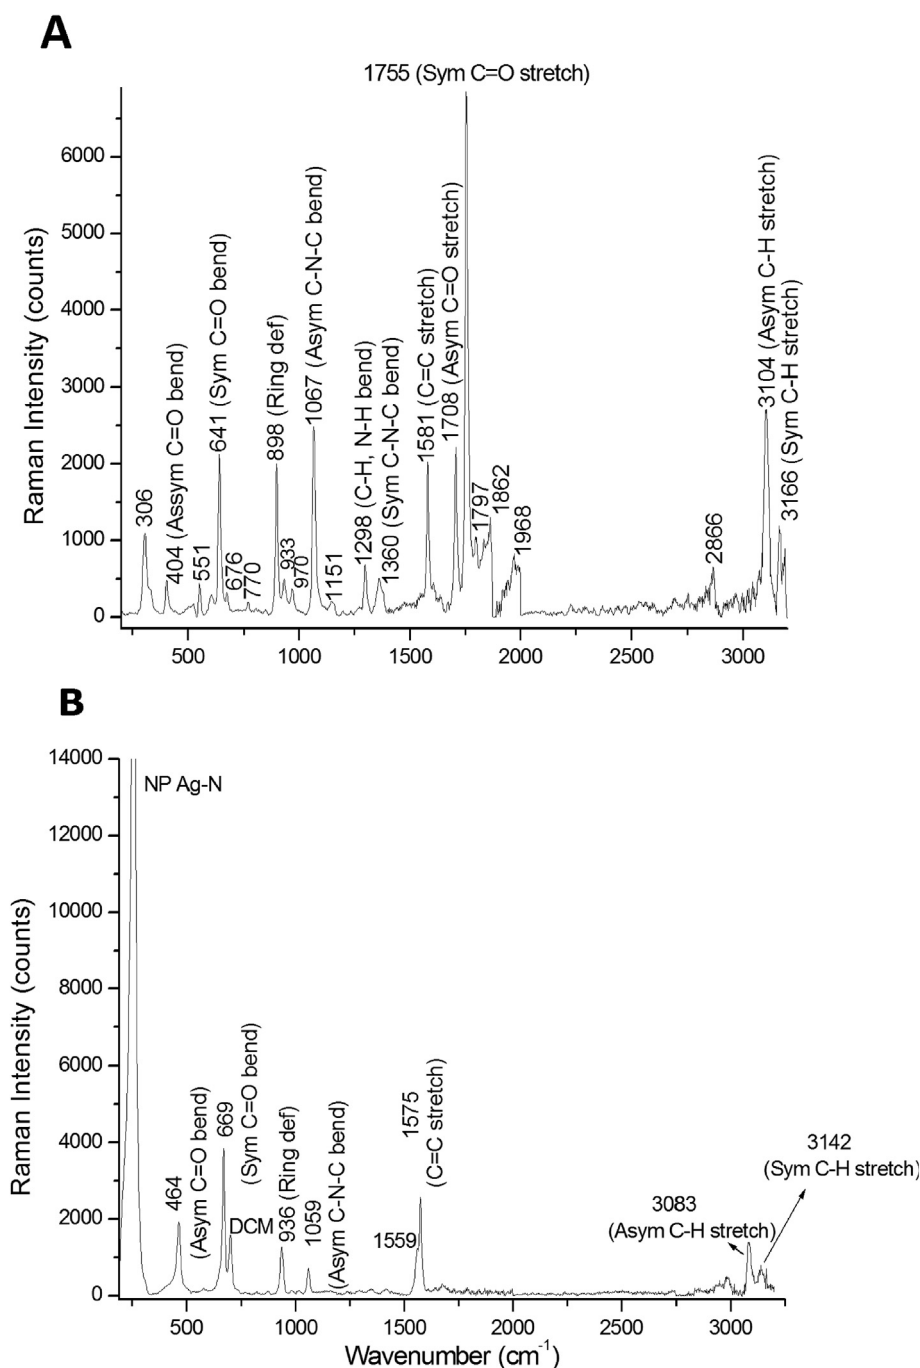 A
1755 (Sym C=O stretch)
Raman Intensity (counts)
6000
5000
4000
3000
2000
1000
0
306
404 (Assym C=O bend)
551
641 (Sym C=O bend)
676
770
898 (Ring def)
933
970
1067 (Asym C-N-C bend)
1151
1298 (C-H, N-H bend)
1360 (Sym C-N-C bend)
1581 (C=C stretch)
1708 (Asym C=O stretch)
1797
1862
1968
2866
3104 (Asym C-H stretch)
3166 (Sym C-H stretch)
500 1000 1500 2000 2500 3000
B
Raman Intensity (counts)
14000
12000
10000
8000
6000
4000
2000
0
NP Ag-N
464
(Asym C=O bend)
669
(Sym C=O bend)
DCM
936 (Ring def)
1059
(Asym C-N-C bend)
1559
1575
(C=C stretch)
3083
(Asym C-H stretch)
3142
(Sym C-H stretch)
500 1000 1500 2000 2500 3000
Wavenumber (cm-1)